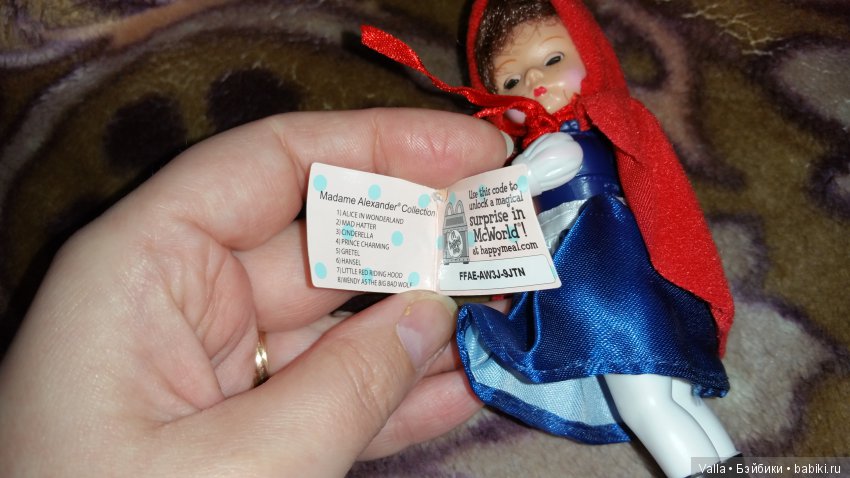 Madame Alexander® Collection
1) ALICE IN WONDERLAND
2) MAD HATTER
3) CINDERELLA
4) PRINCE CHARMING
5) GRETEL
6) HANSEL
7) LITTLE RED RIDING HOOD
8) WENDY AS THE BIG BAD WOLF
Use this code to
unlock a magical
surprise in
McWorld™!
at happymeal.com
FFAE-AW3J-9JTN
Valla • Бэйбики • babiki.ru